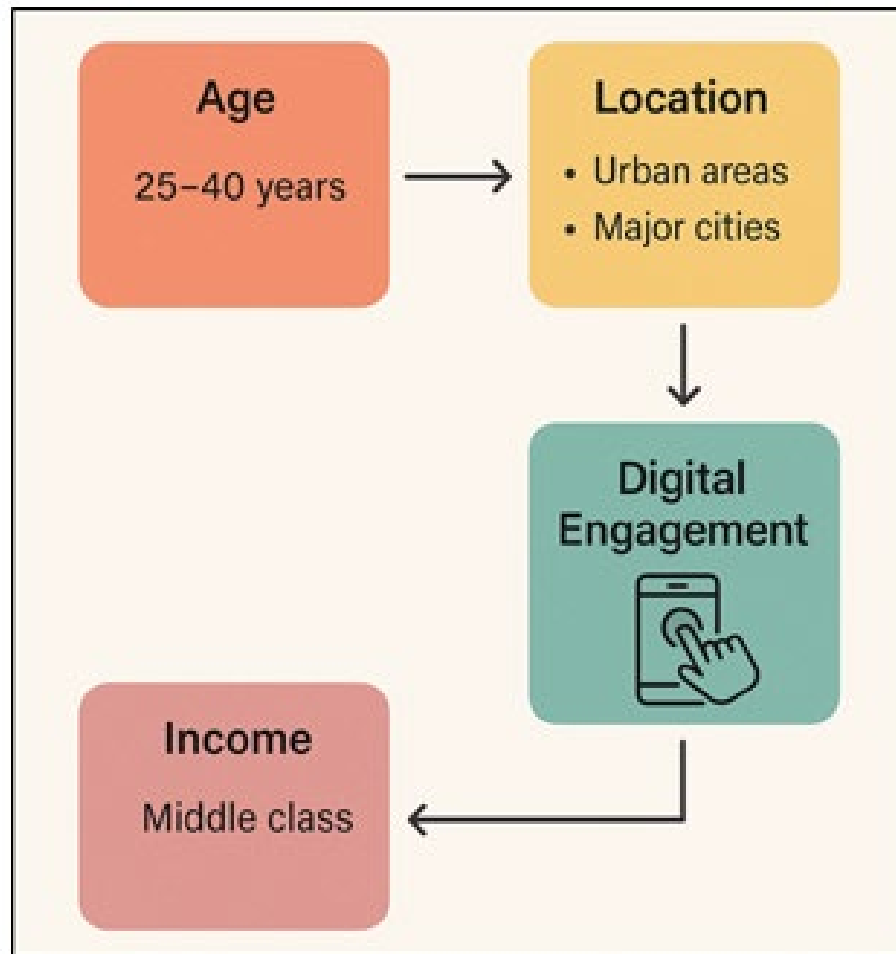 Age
25–40 years
Location
• Urban areas
• Major cities
Digital
Engagement
Income
Middle class